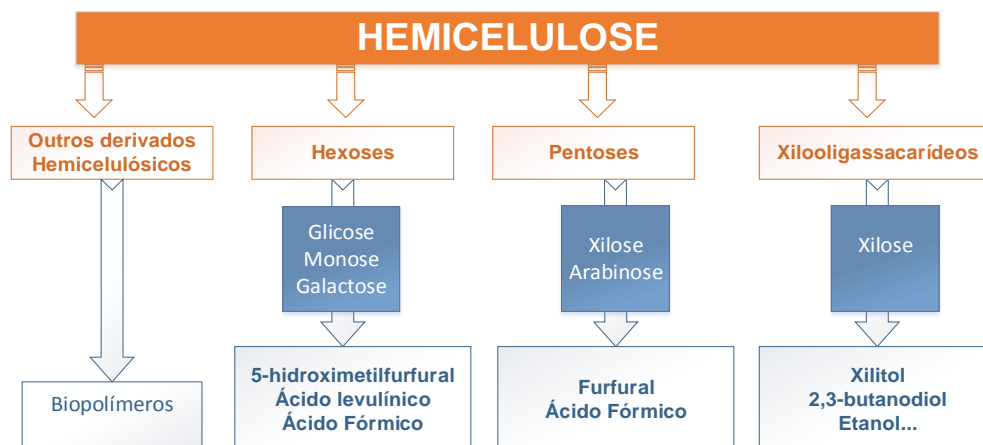 HEMICELULOSE
Outros derivados
Hemicelulósicos
Hexoses
Pentoses
Xilooligassacarídeos
Glicose
Monose
Galactose
Xilose
Arabinose
Xilose
Biopolímeros
5-hidroximetilfurfural
Ácido levulínico
Ácido Fórmico
Furfural
Ácido Fórmico
Xilitol
2,3-butanodiol
Etanol...